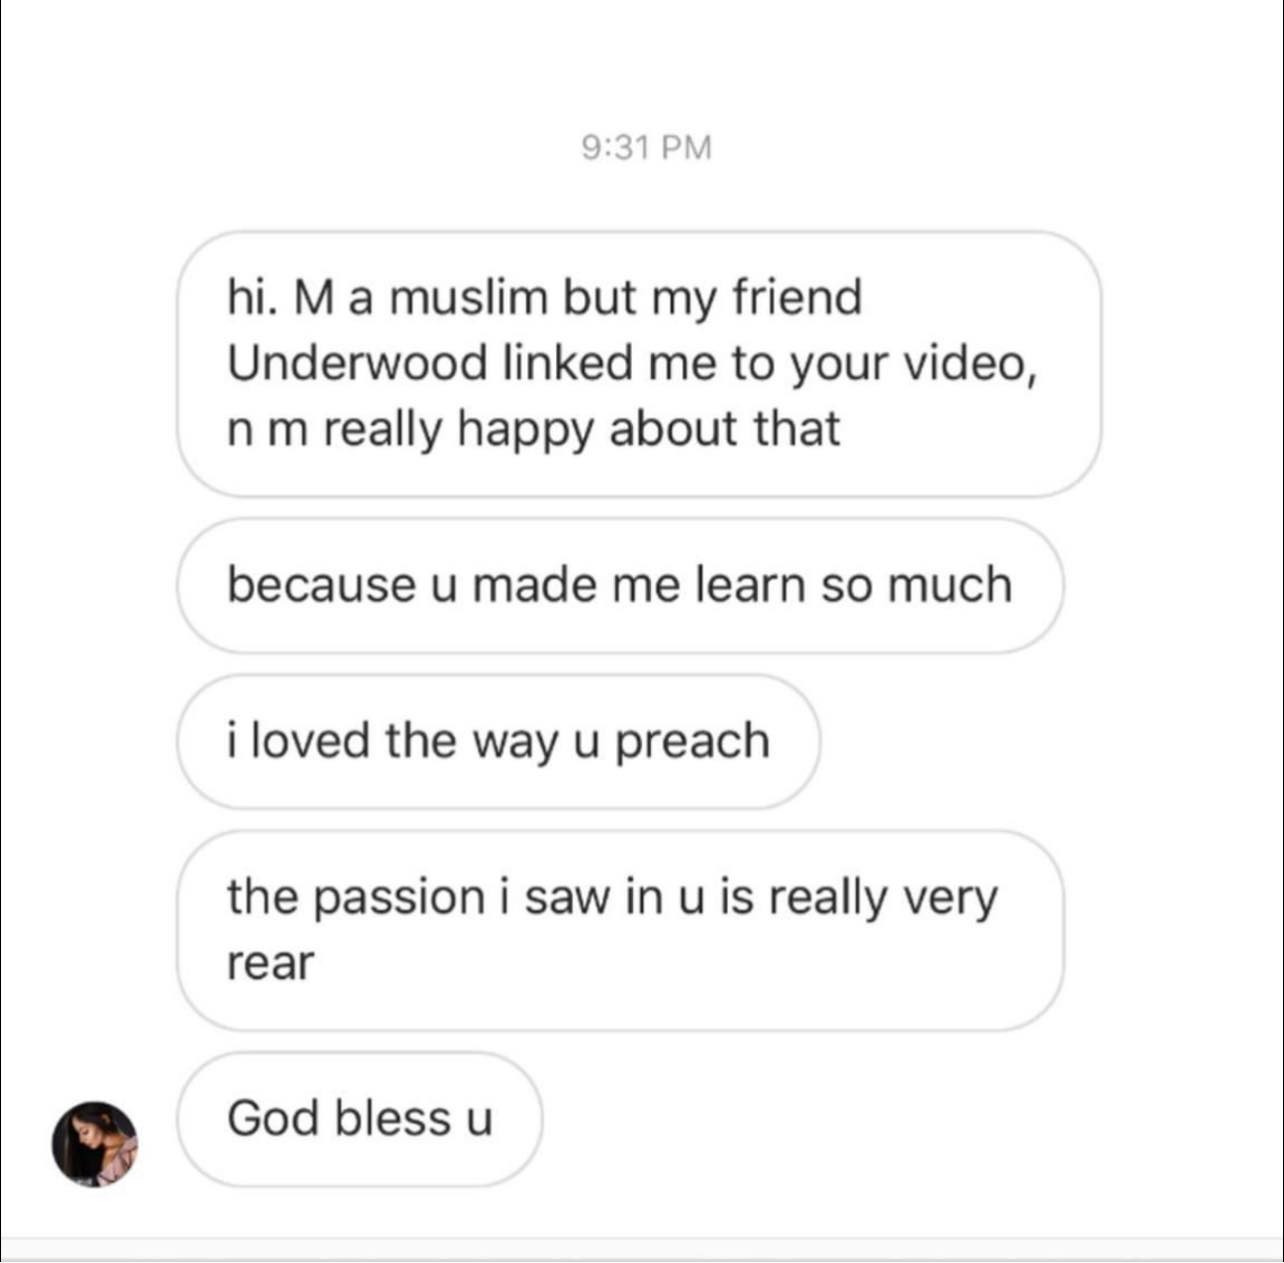 9:31 PM
hi. M a muslim but my friend
Underwood linked me to your video,
n m really happy about that
because u made me learn so much
i loved the way u preach
the passion i saw in u is really very
rear
God bless u